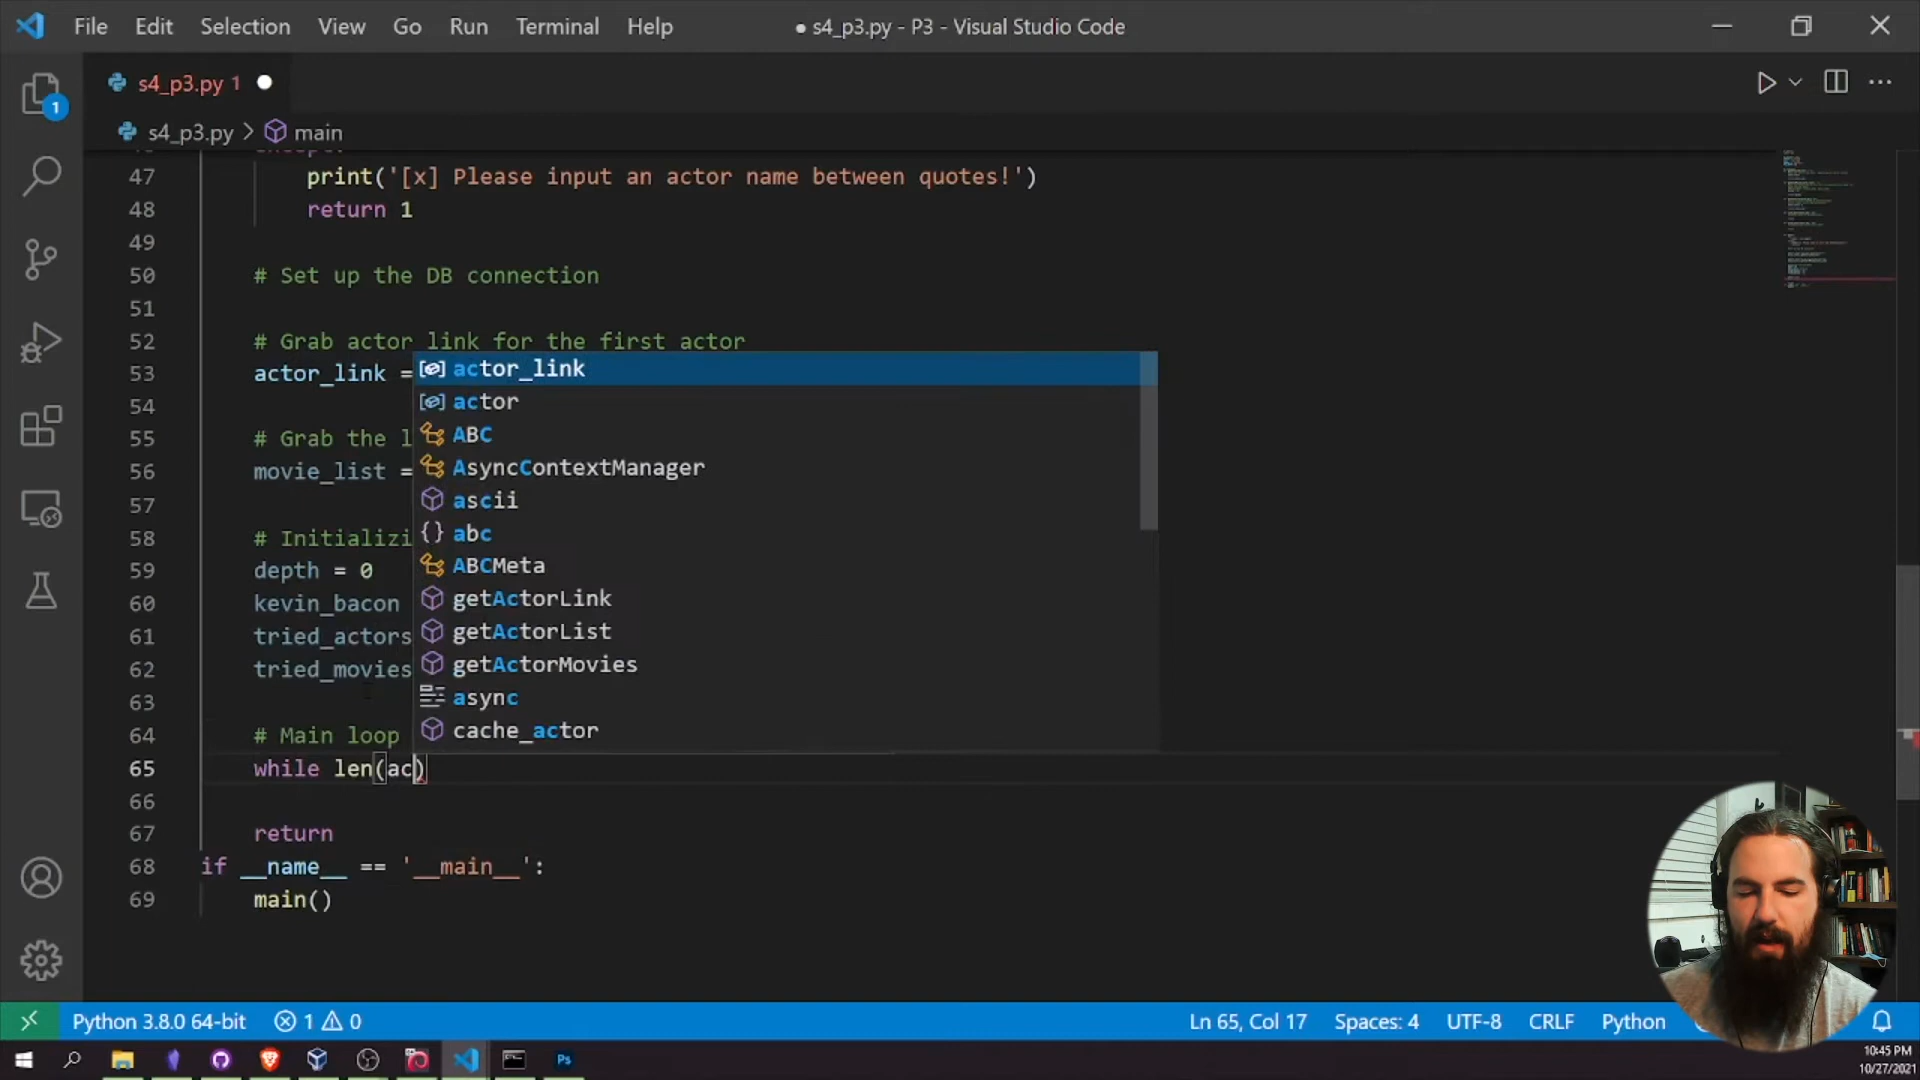 File Edit Selection View Go Run Terminal Help
● s4_p3.py - P3 - Visual Studio Code
s4_p3.py 1
s4_p3.py > main
47 print('[x] Please input an actor name between quotes!')
48 return 1
49
50 # Set up the DB connection
51
52 # Grab actor link for the first actor
53 actor_link =
54
55 # Grab the l
56 movie_list =
57
58 # Initializi
59 depth = 0
60 kevin_bacon
61 tried_actors
62 tried_movies
63
64 # Main loop
65 while len(ac)
66
67 return
68 if __name__ == '__main__':
69 main()
actor_link
actor
ABC
AsyncContextManager
ascii
abc
ABCMeta
getActorLink
getActorList
getActorMovies
async
cache_actor
1
Python 3.8.0 64-bit 1 0
Ln 65, Col 17 Spaces: 4 UTF-8 CRLF Python
Ps
10:45 PM
10/27/2021